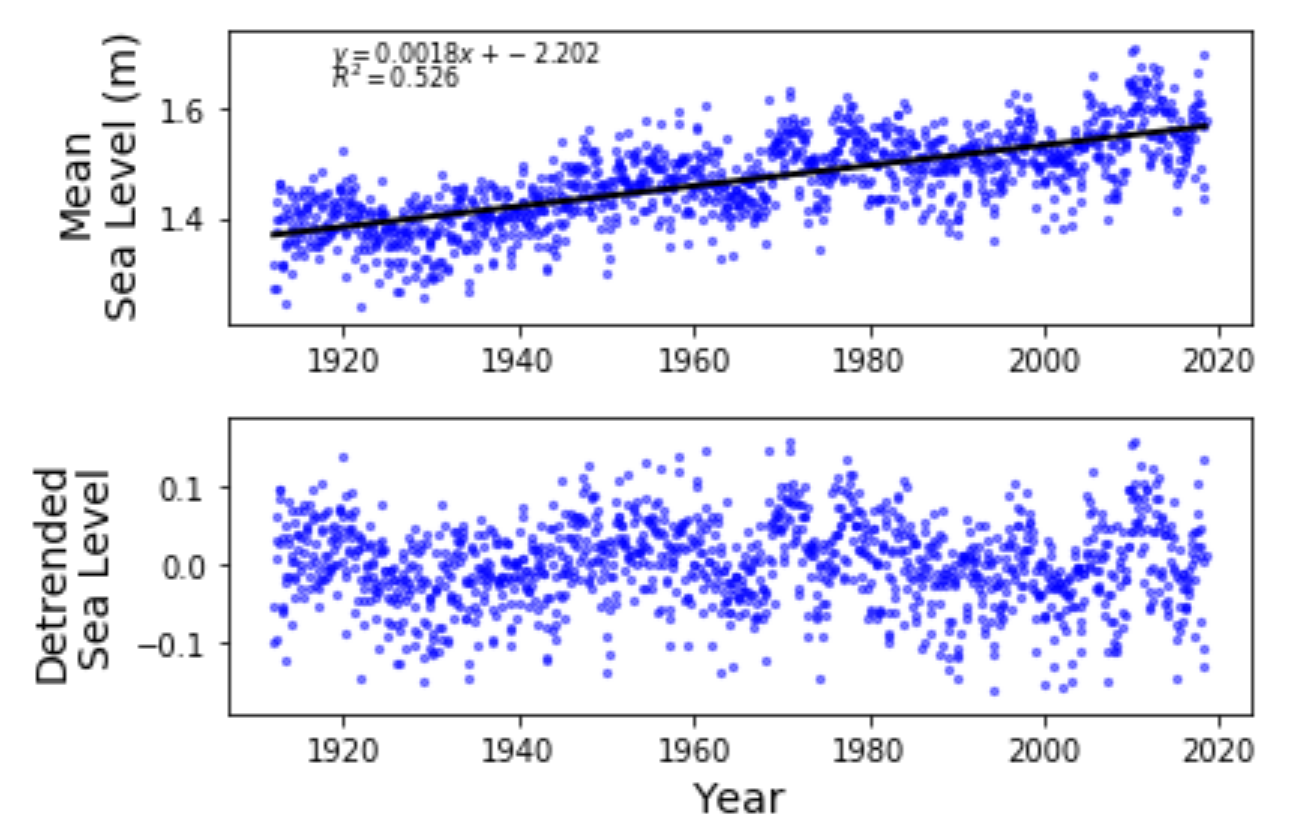 y = 0.0018x + − 2.202
R² = 0.526
Mean
Sea Level (m)
1.6
1.4
1920 1940 1960 1980 2000 2020
Detrended
Sea Level
0.1
0.0
−0.1
1920 1940 1960 1980 2000 2020
Year